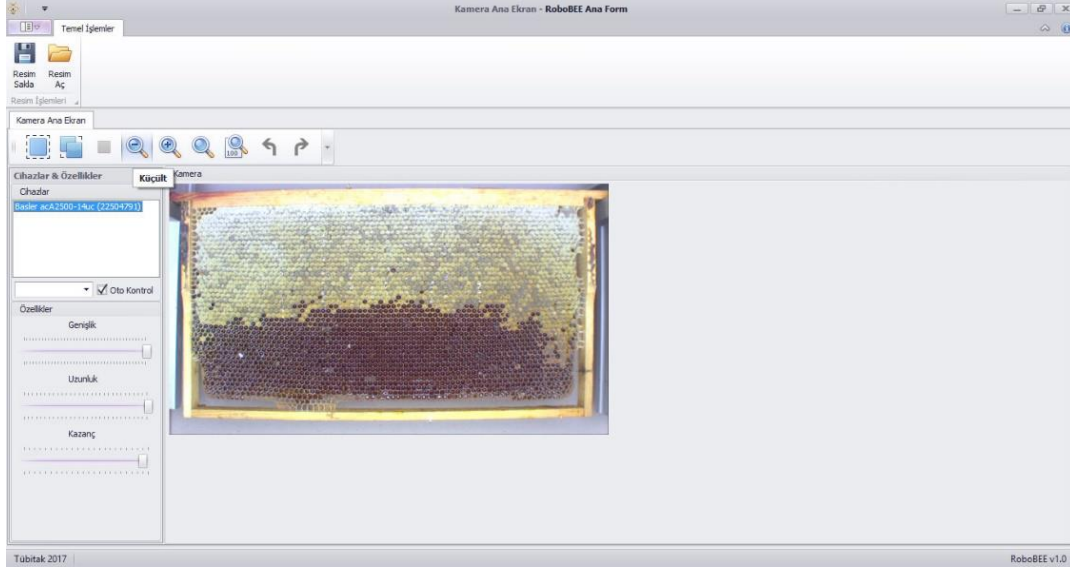 Kamera Ana Ekran - RoboBEE Ana Form
Temel İşlemler
Resim Sakla
Resim Aç
Resim İşlemleri
Kamera Ana Ekran
100
Küçült
Cihazlar & Özellikler
Kamera
Cihazlar
Basler acA2500-14uc (22504791)
Oto Kontrol
Özellikler
Genişlik
Uzunluk
Kazanç
Tübitak 2017
RoboBEE v1.0